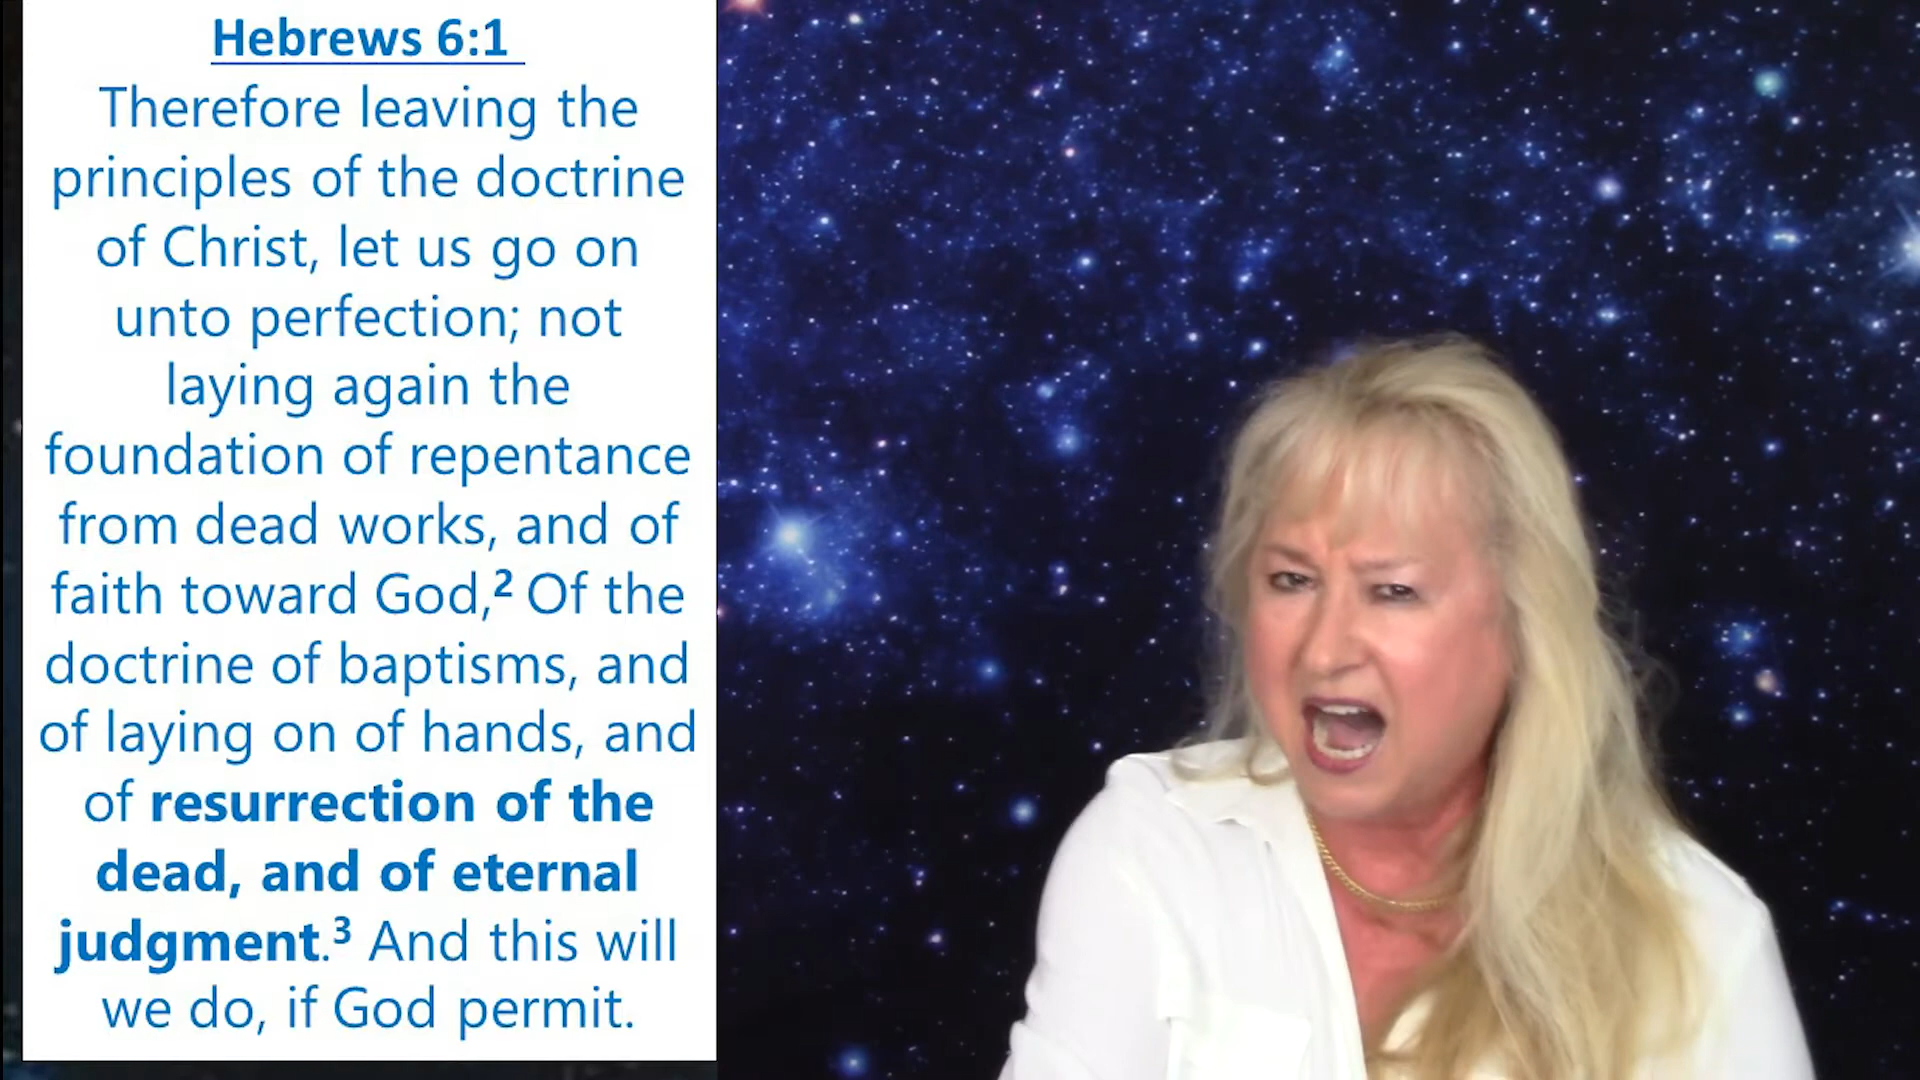 Hebrews 6:1
Therefore leaving the
principles of the doctrine
of Christ, let us go on
unto perfection; not
laying again the
foundation of repentance
from dead works, and of
faith toward God,² Of the
doctrine of baptisms, and
of laying on of hands, and
of resurrection of the
dead, and of eternal
judgment.³ And this will
we do, if God permit.